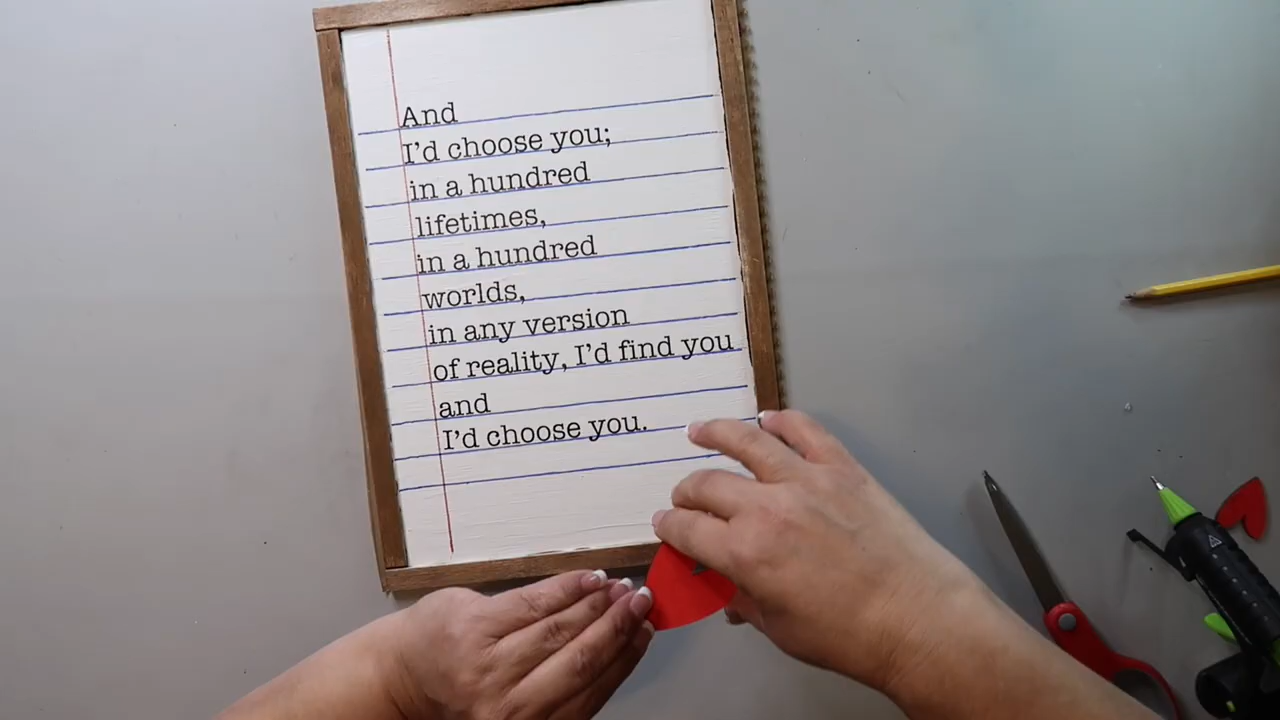 And
I'd choose you;
in a hundred
lifetimes,
in a hundred
worlds,
in any version
of reality, I'd find you
and
I'd choose you.